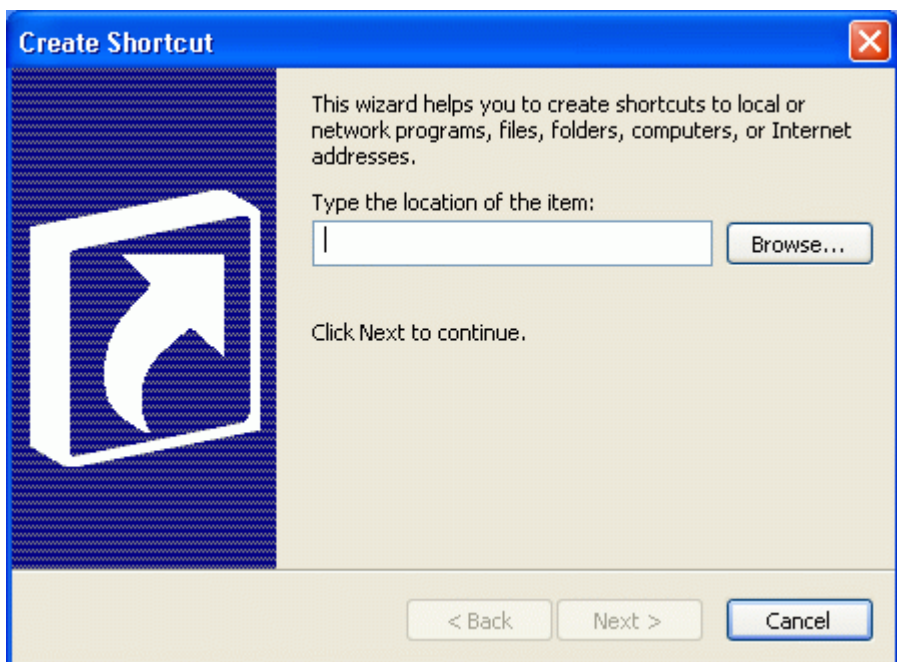 Create Shortcut
This wizard helps you to create shortcuts to local or
network programs, files, folders, computers, or Internet
addresses.
Type the location of the item:
Browse...
Click Next to continue.
< Back
Next >
Cancel